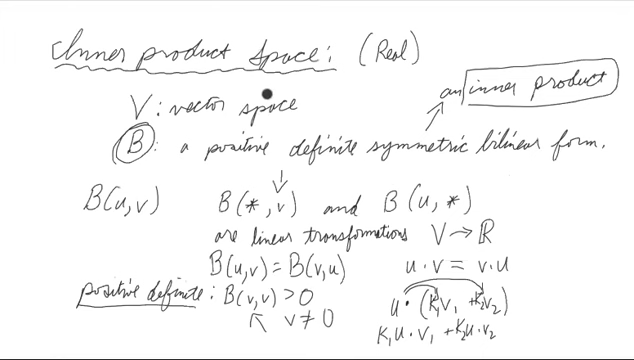 Inner product Space: (Real)
V: vector space
an inner product
B: a positive definite symmetric bilinear form.
B(u,v) B(*,v) and B(u,*)
are linear transformations V→ℝ
B(u,v)=B(v,u) u·v = v·u
positive definite: B(v,v)>0 u·(k₁v₁+k₂v₂)
v≠0 k₁u·v₁+k₂u·v₂